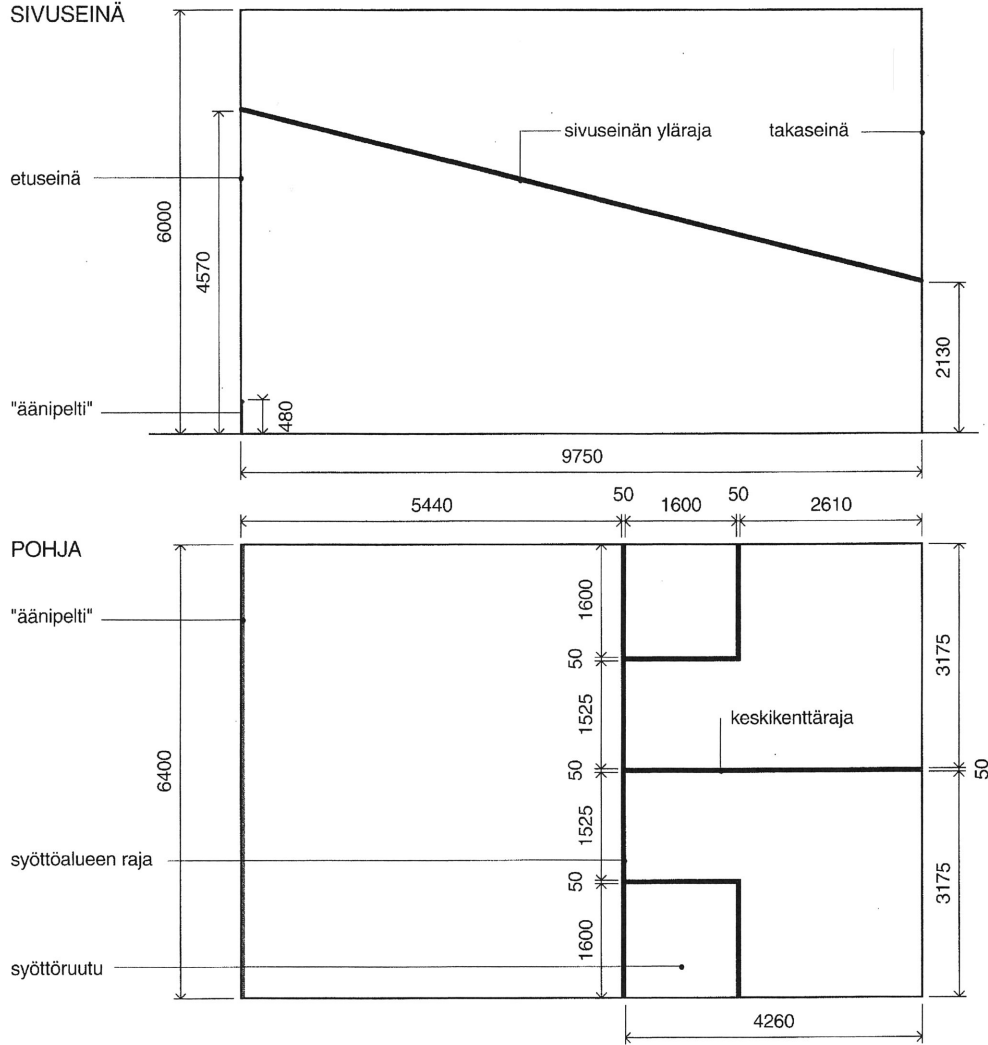 SIVUSEINÄ
sivuseinän yläraja
takaseinä
etuseinä
6000
4570
2130
"äänipelti"
480
9750
50
50
5440
1600
2610
POHJA
1600
"äänipelti"
50
3175
1525
keskikenttäraja
6400
50
50
1525
syöttöalueen raja
50
3175
1600
syöttöruutu
4260